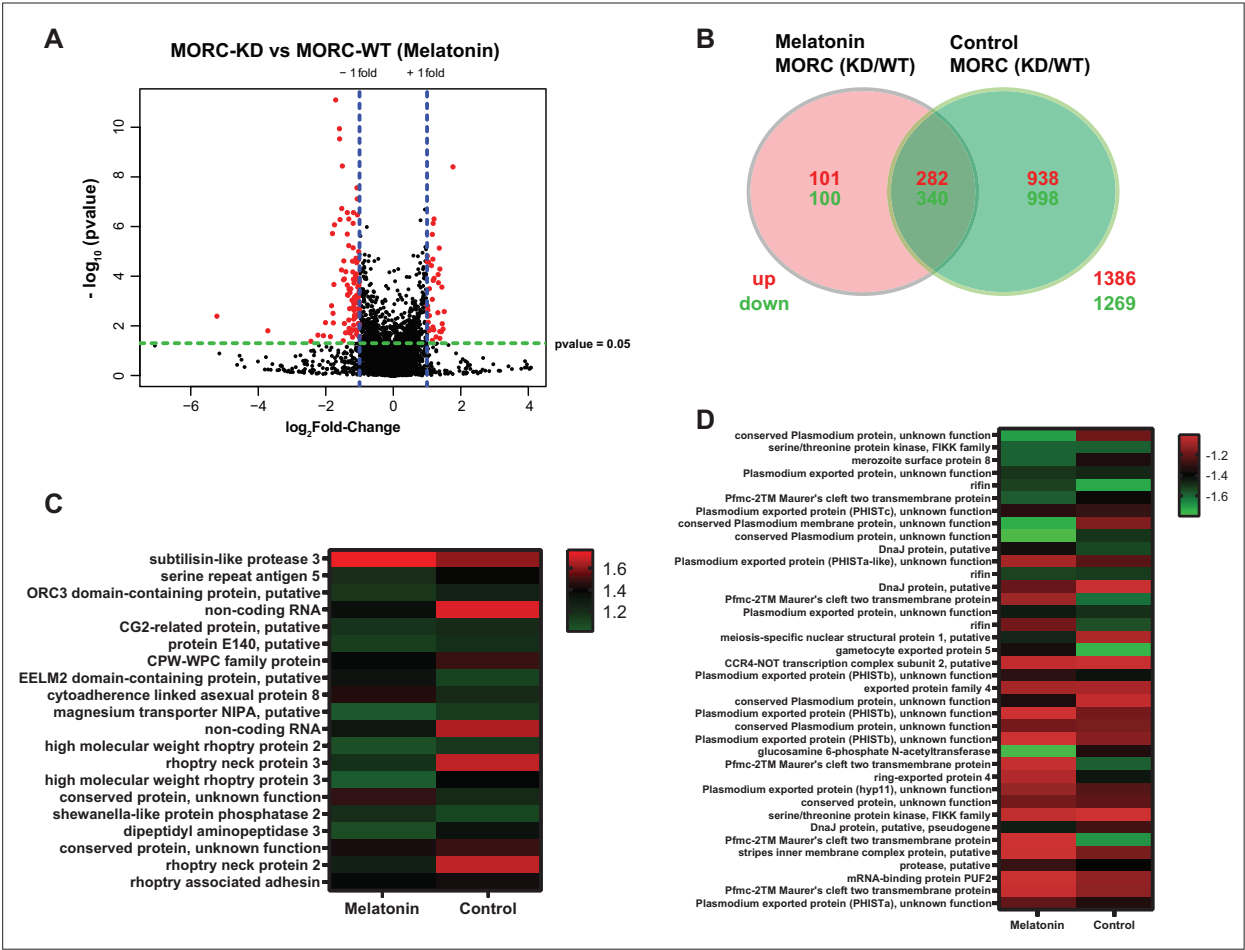 A
MORC-KD vs MORC-WT (Melatonin)
− 1 fold
+ 1 fold
10
8
6
4
2
0
- log10 (pvalue)
pvalue = 0.05
−6
−4
−2
0
2
4
log2Fold-Change
B
Melatonin
MORC (KD/WT)
Control
MORC (KD/WT)
101
100
282
340
938
998
up
down
1386
1269
C
subtilisin-like protease 3
serine repeat antigen 5
ORC3 domain-containing protein, putative
non-coding RNA
CG2-related protein, putative
protein E140, putative
CPW-WPC family protein
EELM2 domain-containing protein, putative
cytoadherence linked asexual protein 8
magnesium transporter NIPA, putative
non-coding RNA
high molecular weight rhoptry protein 2
rhoptry neck protein 3
high molecular weight rhoptry protein 3
conserved protein, unknown function
shewanella-like protein phosphatase 2
dipeptidyl aminopeptidase 3
conserved protein, unknown function
rhoptry neck protein 2
rhoptry associated adhesin
Melatonin
Control
1.6
1.4
1.2
D
conserved Plasmodium protein, unknown function
serine/threonine protein kinase, FIKK family
merozoite surface protein 8
Plasmodium exported protein, unknown function
rifin
Pfmc-2TM Maurer's cleft two transmembrane protein
Plasmodium exported protein (PHISTc), unknown function
conserved Plasmodium membrane protein, unknown function
conserved Plasmodium protein, unknown function
DnaJ protein, putative
Plasmodium exported protein (PHISTa-like), unknown function
rifin
DnaJ protein, putative
Pfmc-2TM Maurer's cleft two transmembrane protein
Plasmodium exported protein, unknown function
rifin
meiosis-specific nuclear structural protein 1, putative
gametocyte exported protein 5
CCR4-NOT transcription complex subunit 2, putative
Plasmodium exported protein (PHISTb), unknown function
exported protein family 4
conserved Plasmodium protein, unknown function
Plasmodium exported protein (PHISTb), unknown function
conserved Plasmodium protein, unknown function
Plasmodium exported protein (PHISTb), unknown function
glucosamine 6-phosphate N-acetyltransferase
Pfmc-2TM Maurer's cleft two transmembrane protein
ring-exported protein 4
Plasmodium exported protein (hyp11), unknown function
conserved protein, unknown function
serine/threonine protein kinase, FIKK family
DnaJ protein, putative, pseudogene
Pfmc-2TM Maurer's cleft two transmembrane protein
stripes inner membrane complex protein, putative
protease, putative
mRNA-binding protein PUF2
Pfmc-2TM Maurer's cleft two transmembrane protein
Plasmodium exported protein (PHISTa), unknown function
Melatonin
Control
-1.2
-1.4
-1.6